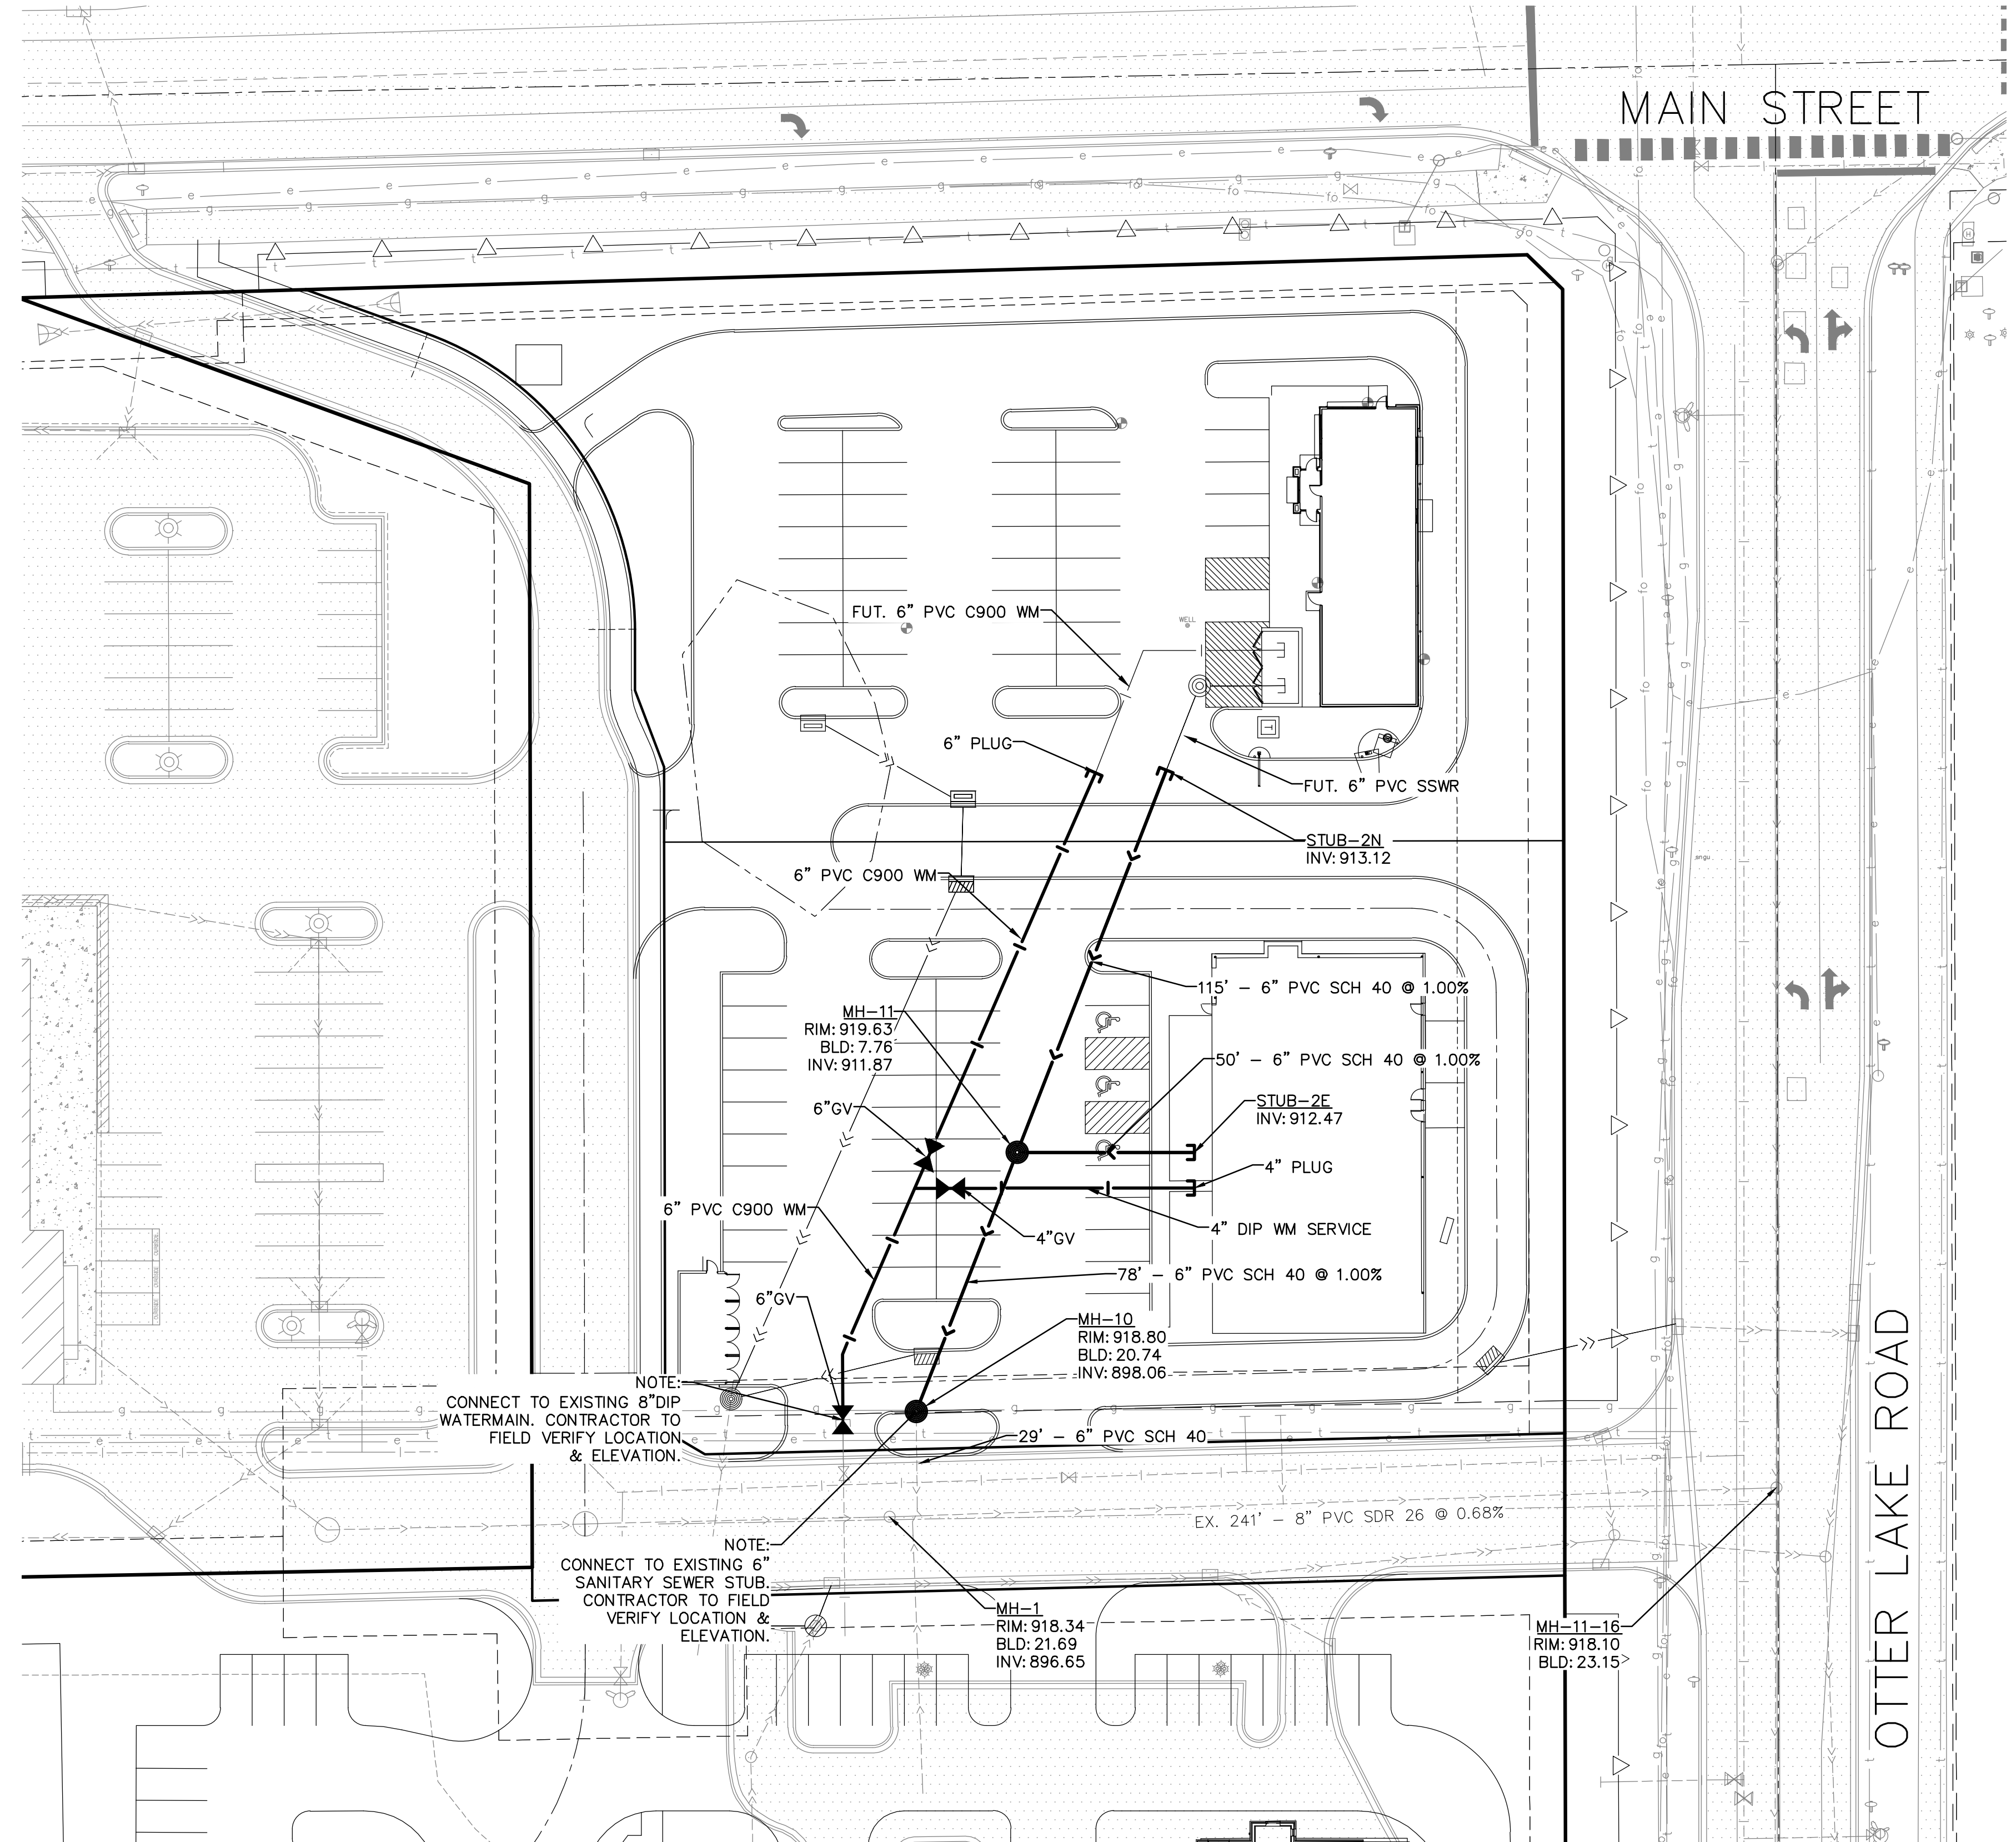 MAIN STREET
FUT. 6" PVC C900 WM
WELL
6" PLUG
FUT. 6" PVC SSWR
STUB-2N
INV: 913.12
6" PVC C900 WM
115' - 6" PVC SCH 40 @ 1.00%
MH-11
RIM: 919.63
BLD: 7.76
INV: 911.87
50' - 6" PVC SCH 40 @ 1.00%
6"GV
STUB-2E
INV: 912.47
4" PLUG
6" PVC C900 WM
4" DIP WM SERVICE
4"GV
78' - 6" PVC SCH 40 @ 1.00%
6"GV
MH-10
RIM: 918.80
BLD: 20.74
INV: 898.06
NOTE:
CONNECT TO EXISTING 8"DIP
WATERMAIN. CONTRACTOR TO
FIELD VERIFY LOCATION
& ELEVATION.
29' - 6" PVC SCH 40
EX. 241' - 8" PVC SDR 26 @ 0.68%
NOTE:
CONNECT TO EXISTING 6"
SANITARY SEWER STUB.
CONTRACTOR TO FIELD
VERIFY LOCATION &
ELEVATION.
MH-1
RIM: 918.34
BLD: 21.69
INV: 896.65
MH-11-16
RIM: 918.10
BLD: 23.15
OTTER LAKE ROAD